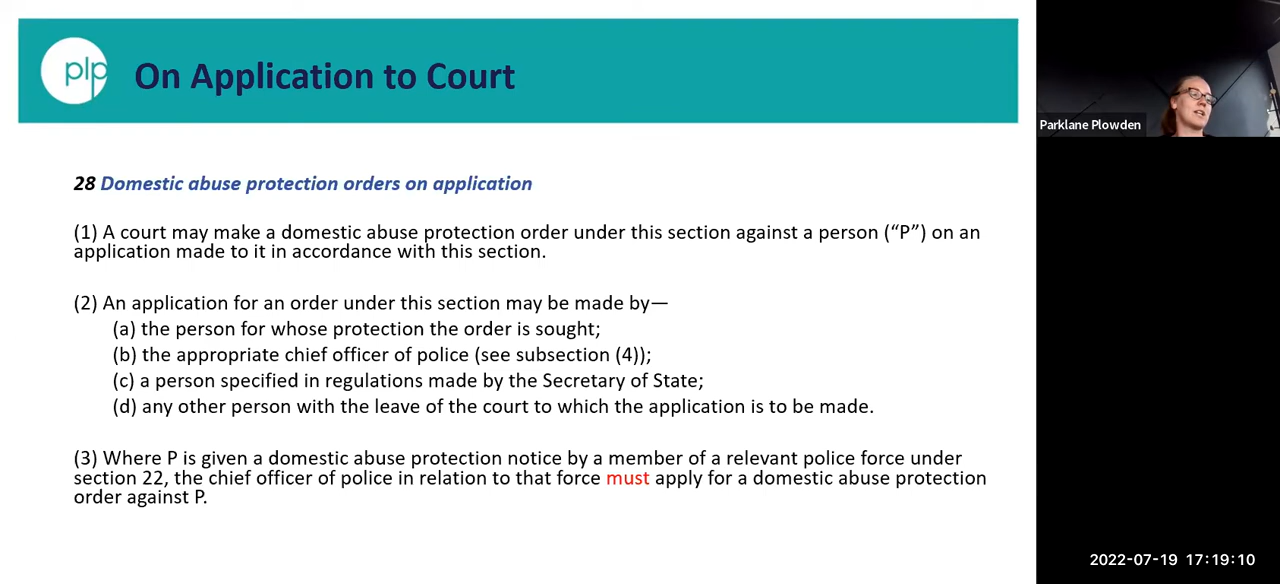 plp
On Application to Court
Parklane Plowden
28 Domestic abuse protection orders on application
(1) A court may make a domestic abuse protection order under this section against a person (“P”) on an
application made to it in accordance with this section.
(2) An application for an order under this section may be made by—
(a) the person for whose protection the order is sought;
(b) the appropriate chief officer of police (see subsection (4));
(c) a person specified in regulations made by the Secretary of State;
(d) any other person with the leave of the court to which the application is to be made.
(3) Where P is given a domestic abuse protection notice by a member of a relevant police force under
section 22, the chief officer of police in relation to that force must apply for a domestic abuse protection
order against P.
2022-07-19 17:19:10